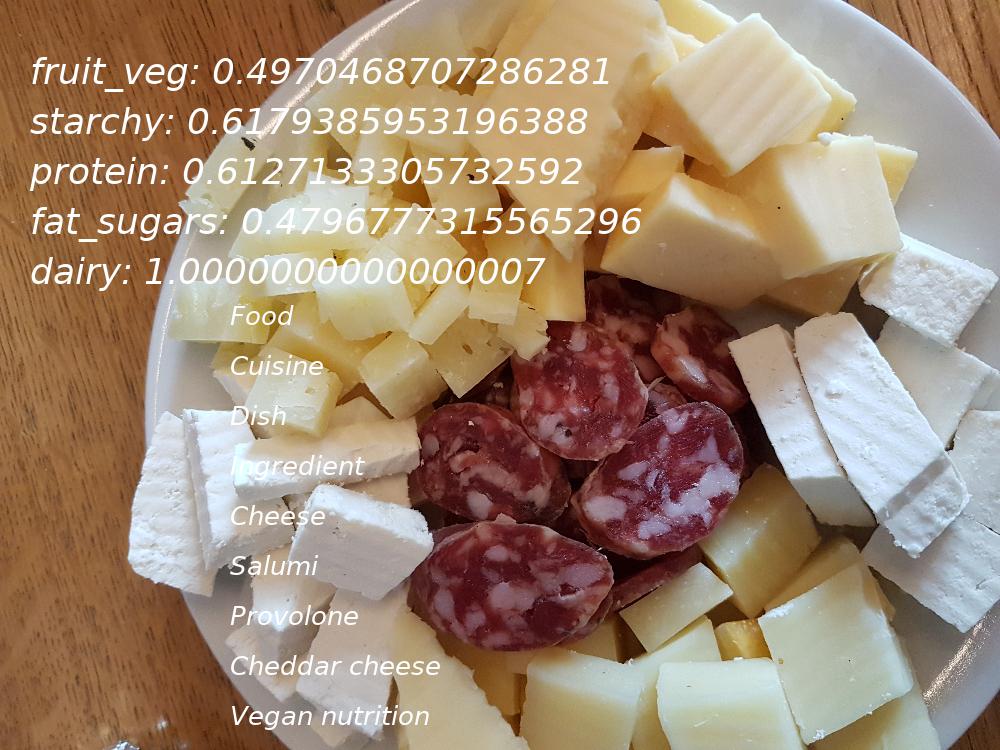 fruit_veg: 0.4970468707286281
starchy: 0.6179385953196388
protein: 0.6127133305732592
fat_sugars: 0.4796777315565296
dairy: 1.0000000000000007
Food
Cuisine
Dish
Ingredient
Cheese
Salumi
Provolone
Cheddar cheese
Vegan nutrition